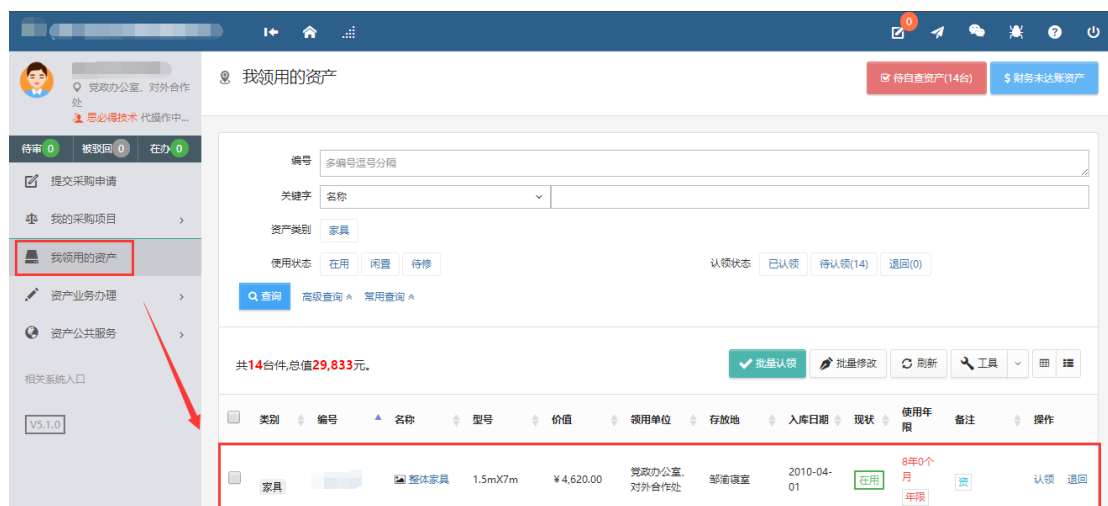 0
党政办公室、对外合作
处
思必得技术 代操作中...
待审 0 被驳回 0 在办 0
提交采购申请
我的采购项目
我领用的资产
资产业务办理
资产公共服务
相关系统入口
V5.1.0
我领用的资产
待自查资产(14台) $ 财务未达账资产
编号 多编号逗号分隔
关键字 名称
资产类别 家具
使用状态 在用 闲置 待修 认领状态 已认领 待认领(14) 退回(0)
查询 高级查询 常用查询
共14台件,总值29,833元。 批量认领 批量修改 刷新 工具
类别 编号 名称 型号 价值 领用单位 存放地 入库日期 现状 使用年限 备注 操作
家具 整体家具 1.5mX7m ¥4,620.00 党政办公室、对外合作处 邹渝寝室 2010-04-01 在用 8年0个月 年限 资 认领 退回